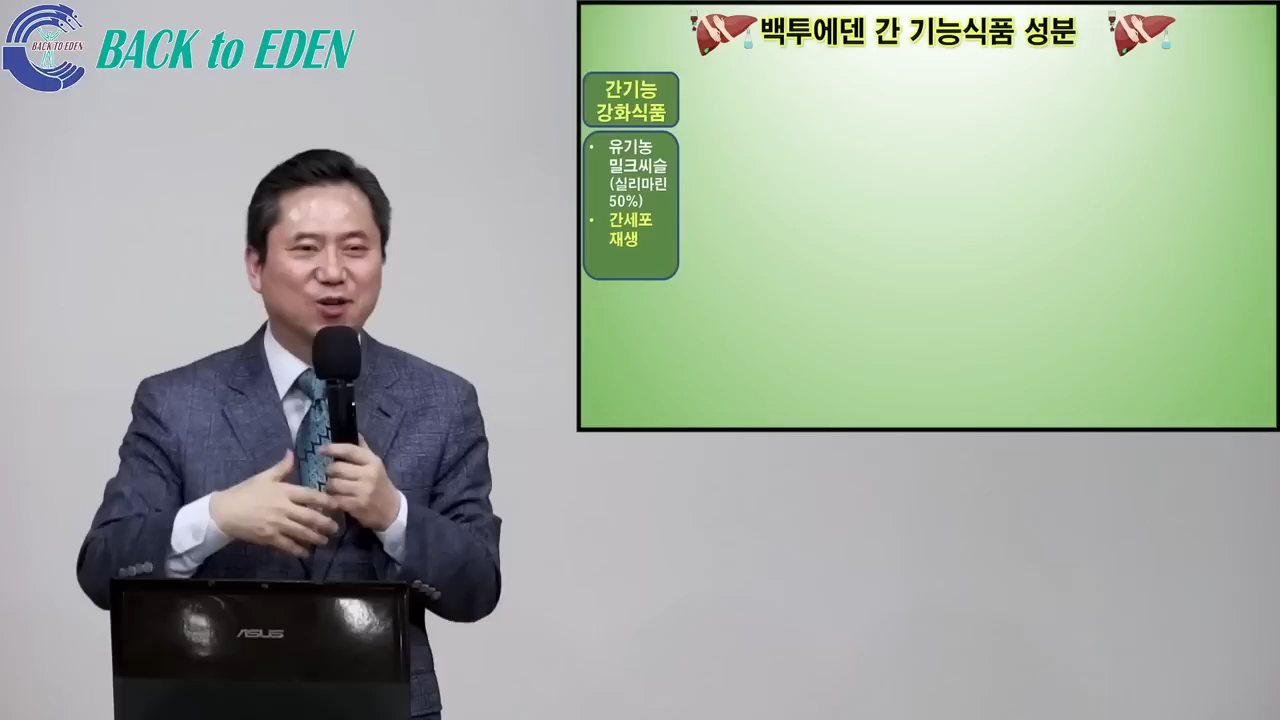 BACK TO EDEN
BACK to EDEN
백투에덴 간 기능식품 성분
간기능
강화식품
• 유기농
밀크씨슬
(실리마린
50%)
• 간세포
재생
ASUS